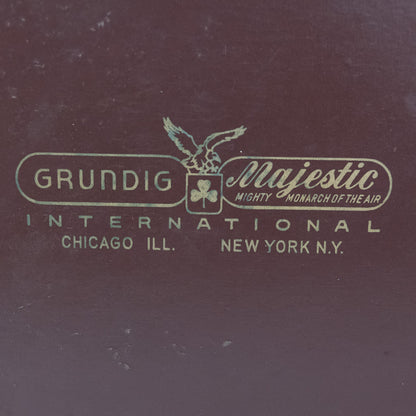 GRUNDIG Majestic
MIGHTY MONARCH OF THE AIR
INTERNATIONAL
CHICAGO ILL. NEW YORK N.Y.